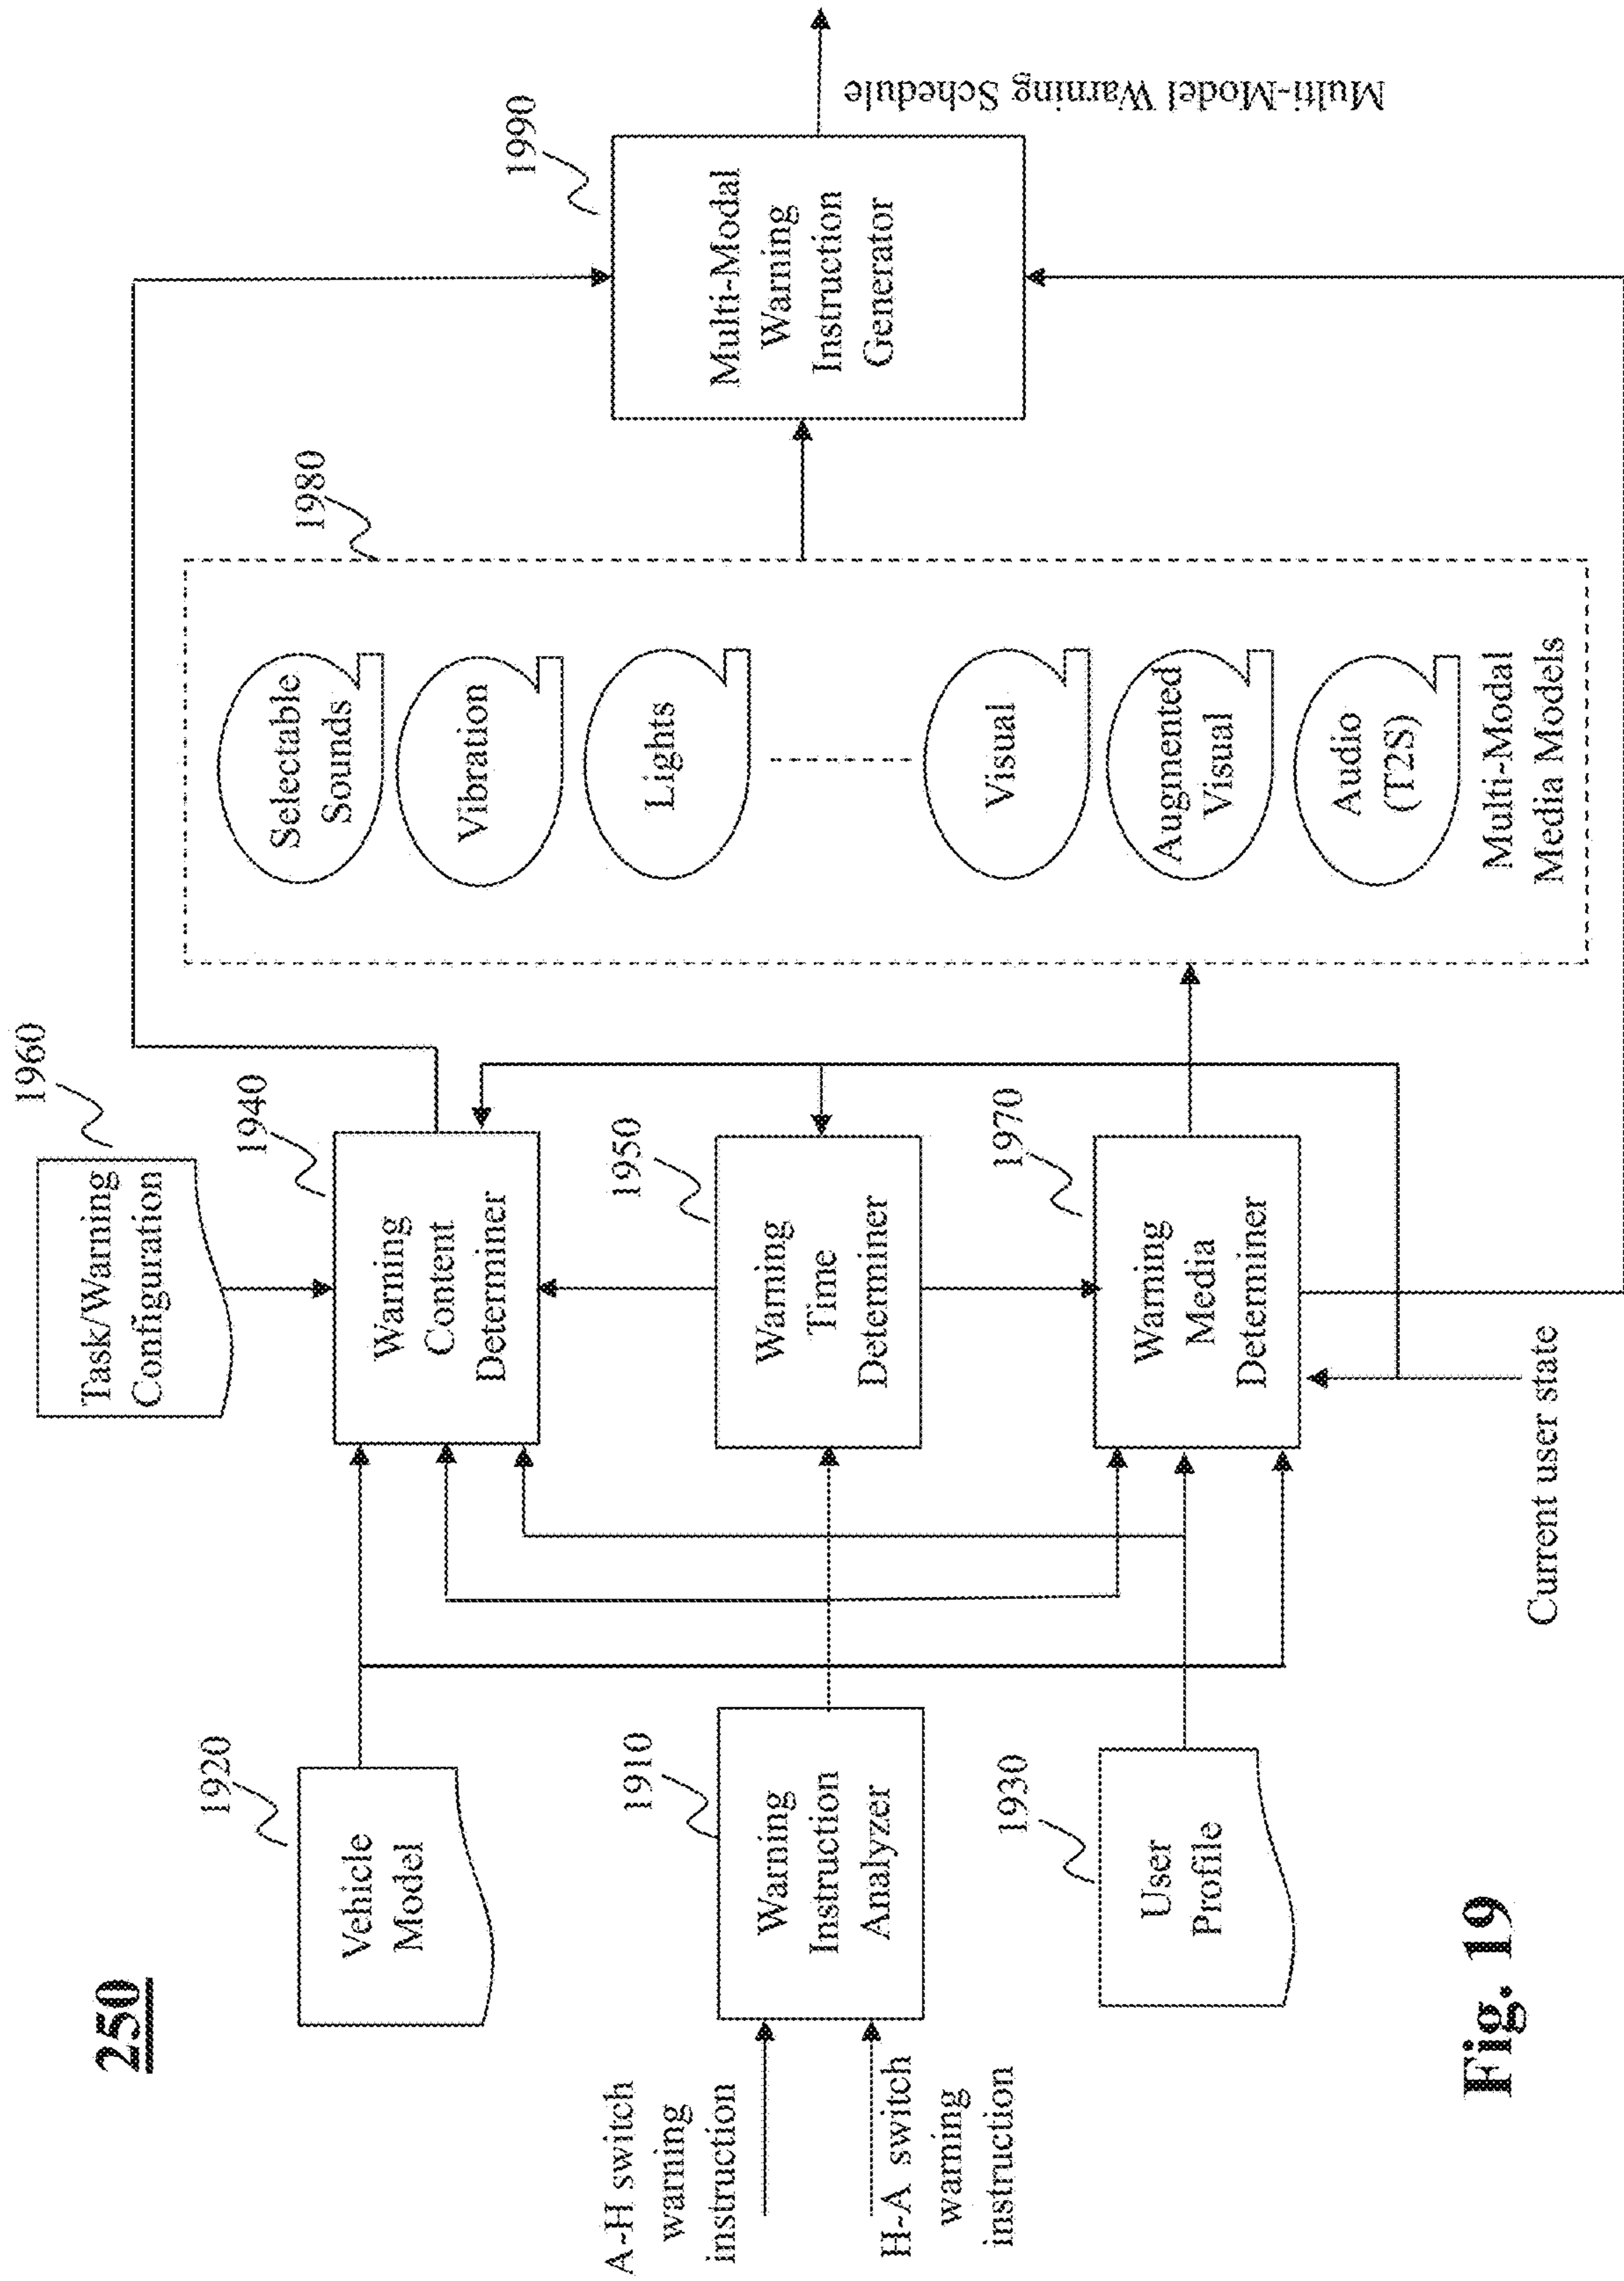 250
1960
Task/Warning
Configuration
1920
Vehicle
Model
1940
Warning
Content
Determiner
1980
Selectable
Sounds
Vibration
Lights
Visual
Augmented
Visual
Audio
(T2S)
Multi-Modal
Media Models
1990
Multi-Modal
Warning
Instruction
Generator
Multi-Model Warning Schedule
A-H switch
warning
instruction
H-A switch
warning
instruction
1910
Warning
Instruction
Analyzer
1950
Warning
Time
Determiner
1930
User
Profile
1970
Warning
Media
Determiner
Current user state
Fig. 19